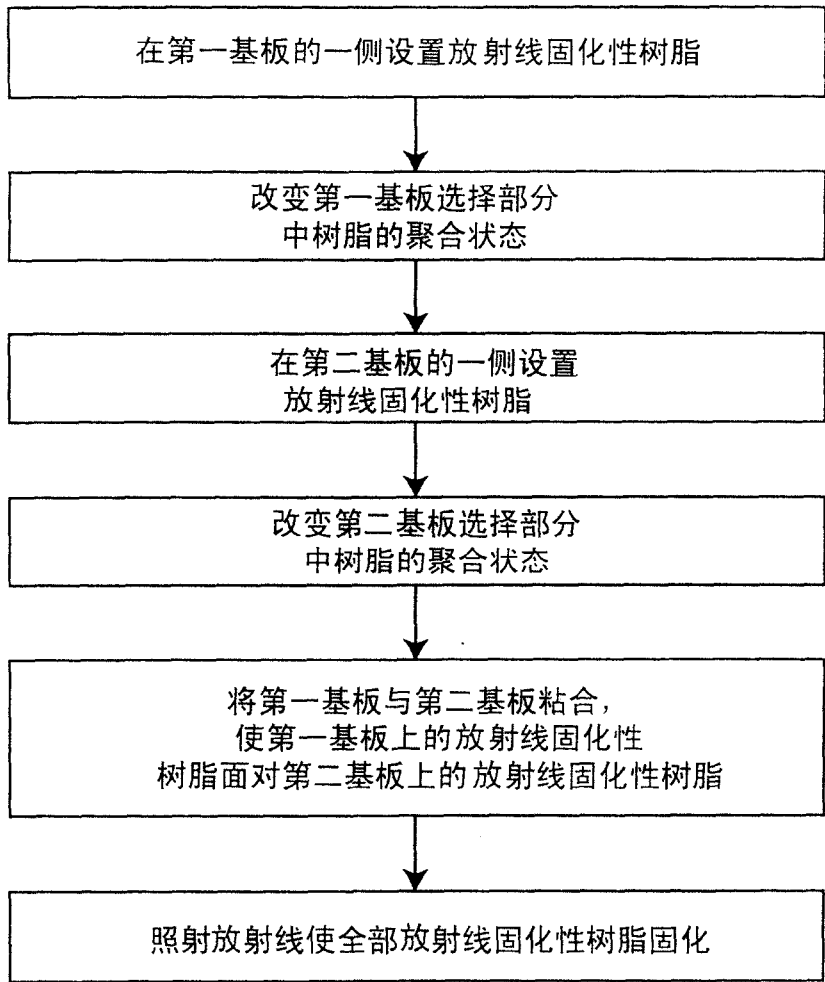 在第一基板的一侧设置放射线固化性树脂
改变第一基板选择部分
中树脂的聚合状态
在第二基板的一侧设置
放射线固化性树脂
改变第二基板选择部分
中树脂的聚合状态
将第一基板与第二基板粘合，
使第一基板上的放射线固化性
树脂面对第二基板上的放射线固化性树脂
照射放射线使全部放射线固化性树脂固化